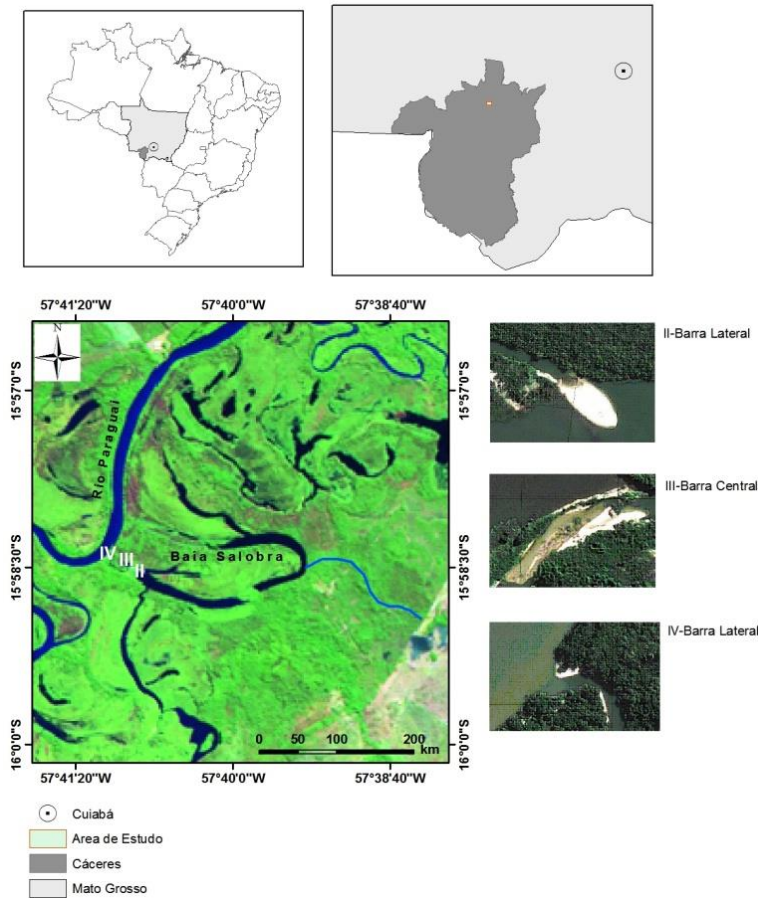 57°41'20"W 57°40'0"W 57°38'40"W
N
15°57'0"S
15°57'0"S
Rio Paraguai
II-Barra Lateral
III-Barra Central
IV-Barra Lateral
IV
III
II
Baia Salobra
15°58'30"S
15°58'30"S
16°0'0"S
16°0'0"S
0 50 100 200
km
57°41'20"W 57°40'0"W 57°38'40"W
Cuiabá
Area de Estudo
Cáceres
Mato Grosso